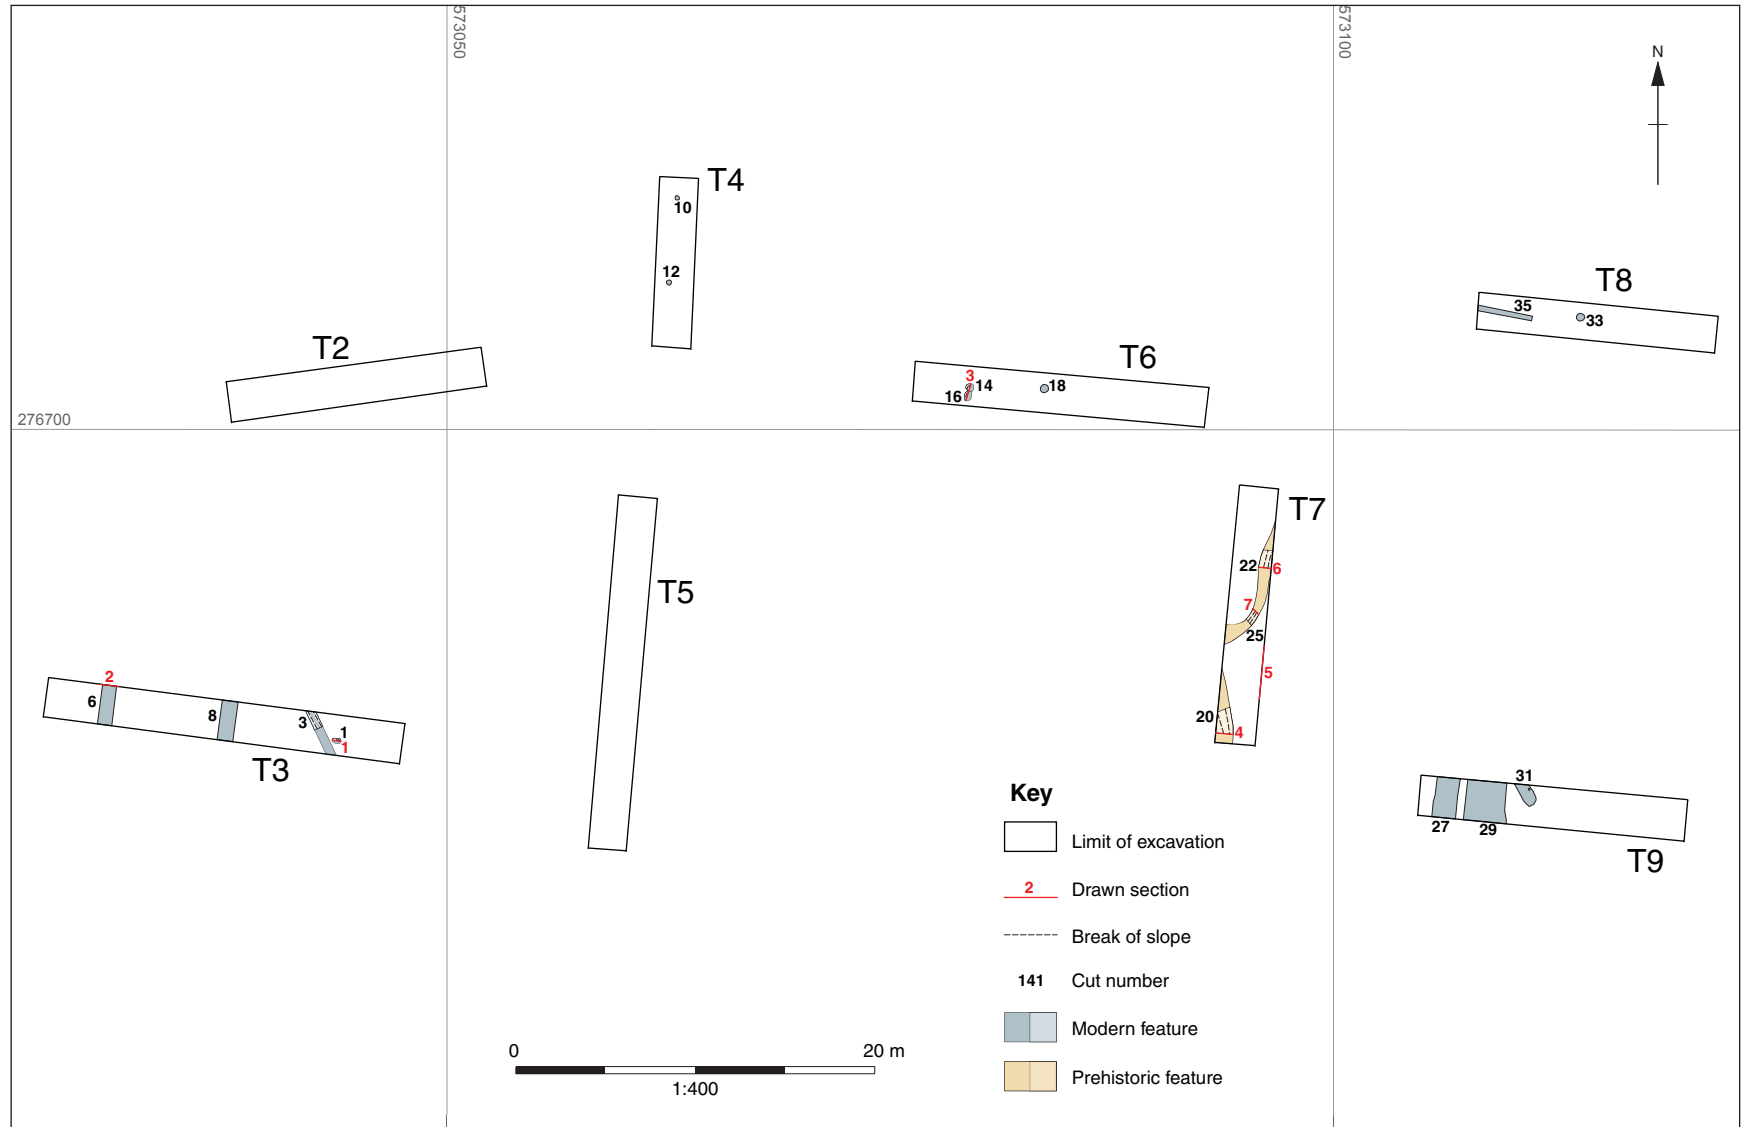 573050
573100
N
T4
10
12
T8
35
33
T2
T6
3
14
16
18
276700
T7
22
6
7
25
5
20
4
T5
2
6
8
3
1
1
T3
31
27
29
T9
Key
Limit of excavation
2 Drawn section
Break of slope
141 Cut number
Modern feature
Prehistoric feature
0 20 m
1:400